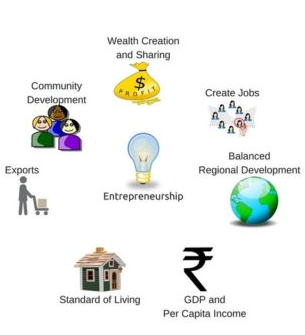 Wealth Creation
and Sharing
$
PROFIT
Community
Development
Create Jobs
Balanced
Regional Development
Exports
Entrepreneurship
₹
Standard of Living
GDP and
Per Capita Income